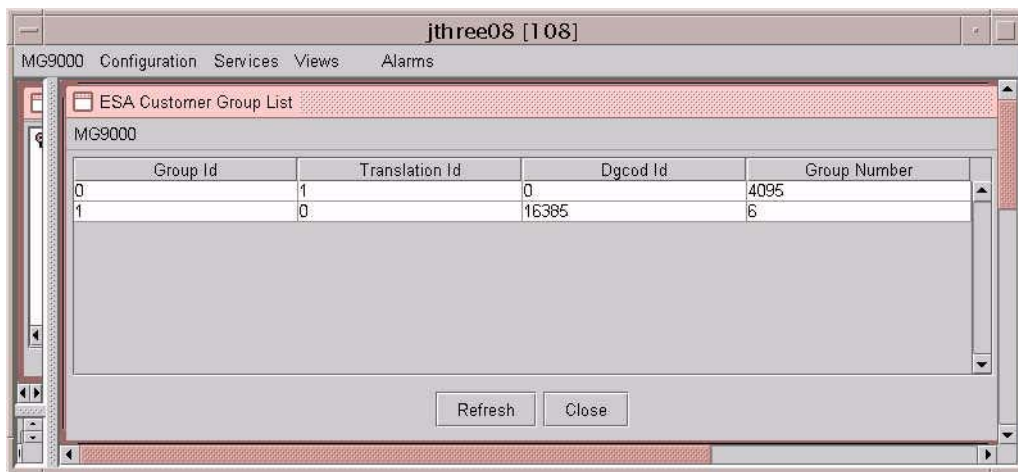 jthree08 [108]
MG9000 Configuration Services Views Alarms
ESA Customer Group List
MG9000
Group Id Translation Id Dgcod Id Group Number
0 1 0 4095
1 0 16385 6
Refresh Close